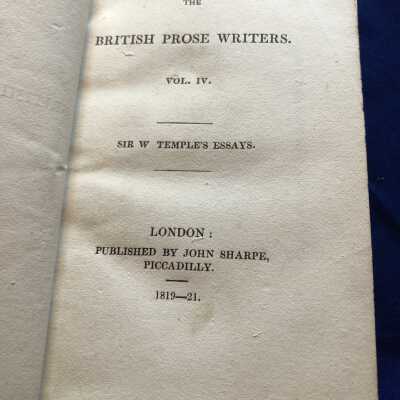 THE
BRITISH PROSE WRITERS.
VOL. IV.
SIR W TEMPLE'S ESSAYS.
LONDON:
PUBLISHED BY JOHN SHARPE,
PICCADILLY.
1819—21.